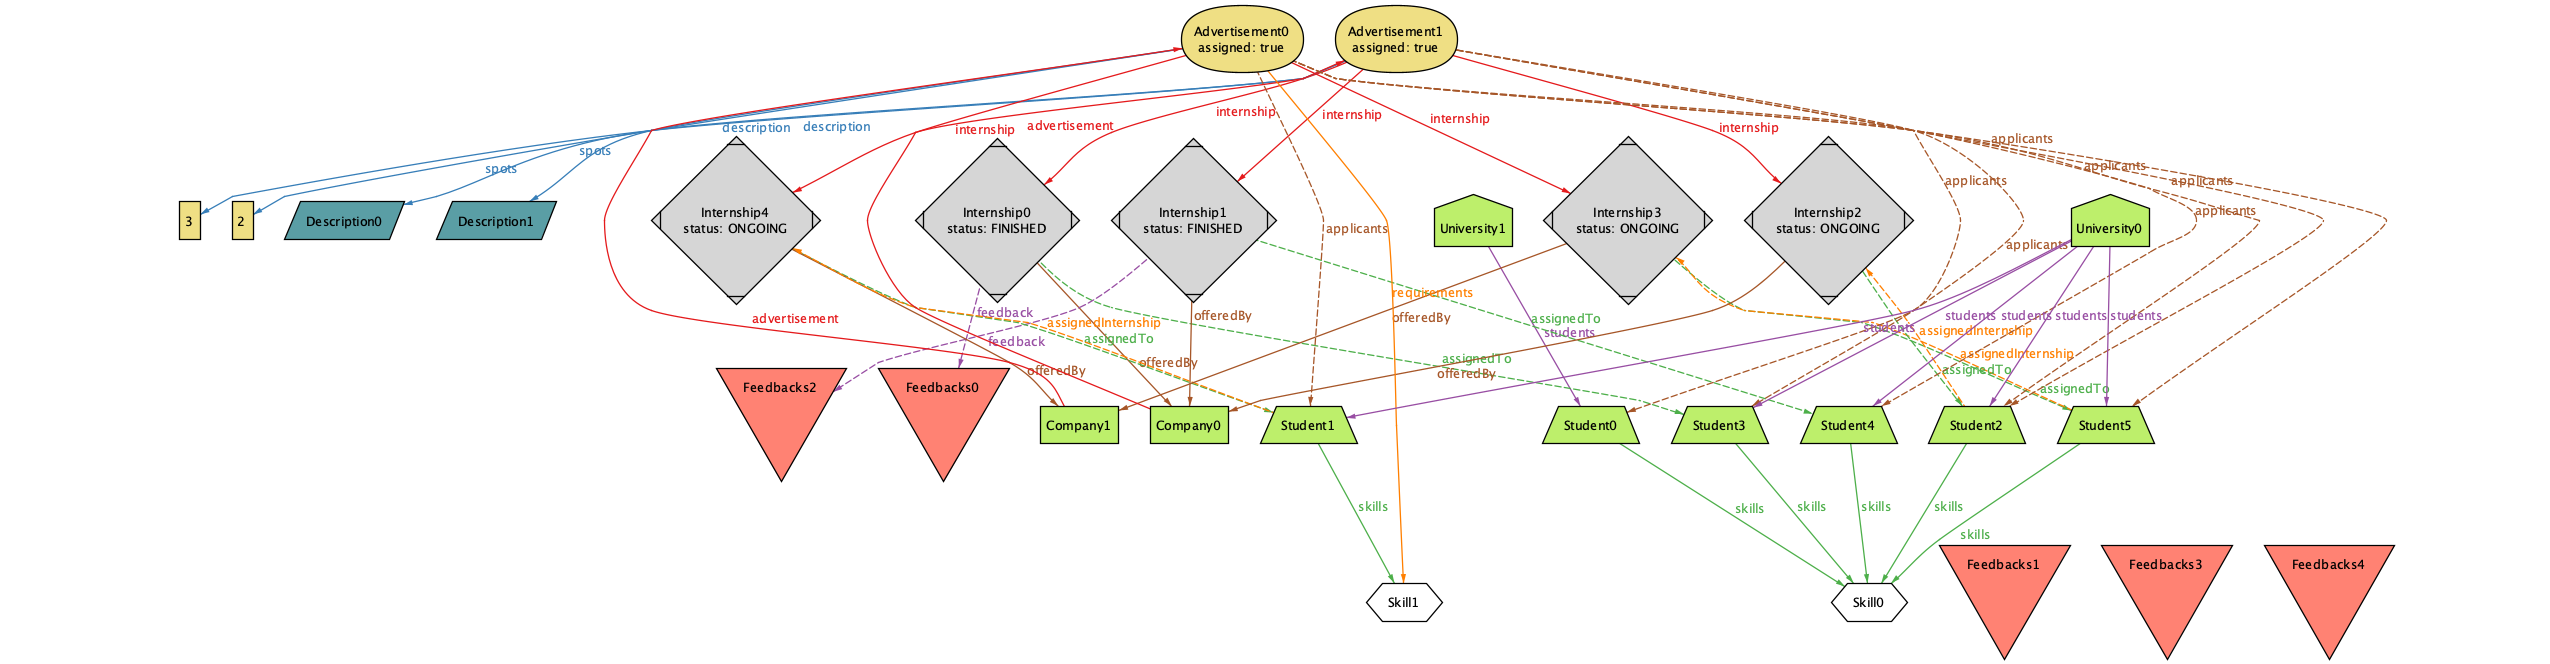 Advertisement0
assigned: true
Advertisement1
assigned: true
description
description
internship
advertisement
internship
internship
internship
internship
applicants
spots
spots
applicants
applicants
applicants
applicants
applicants
applicants
3
2
Description0
Description1
Internship4
status: ONGOING
Internship0
status: FINISHED
Internship1
status: FINISHED
University1
Internship3
status: ONGOING
Internship2
status: ONGOING
University0
requirements
advertisement
feedback
feedback
assignedInternship
assignedTo
offeredBy
offeredBy
offeredBy
offeredBy
offeredBy
assignedTo
students
assignedTo
students
students
students
students
students
assignedInternship
assignedInternship
assignedTo
assignedTo
Feedbacks2
Feedbacks0
Company1
Company0
Student1
Student0
Student3
Student4
Student2
Student5
skills
skills
skills
skills
skills
skills
Skill1
Skill0
Feedbacks1
Feedbacks3
Feedbacks4